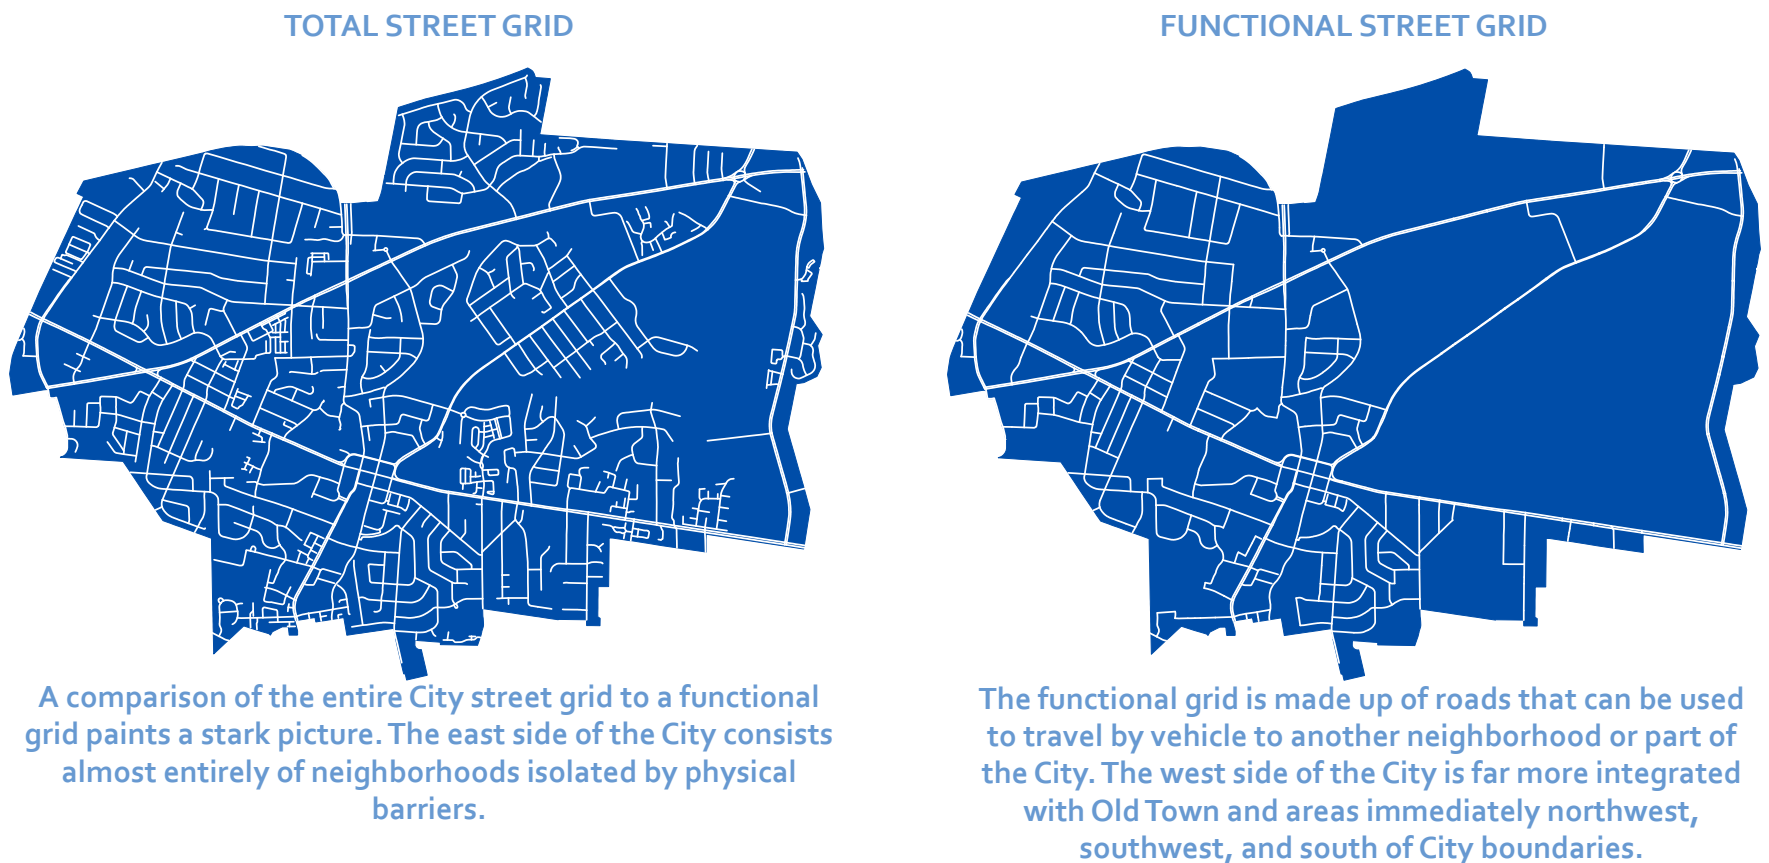 TOTAL STREET GRID
FUNCTIONAL STREET GRID
A comparison of the entire City street grid to a functional
grid paints a stark picture. The east side of the City consists
almost entirely of neighborhoods isolated by physical
barriers.
The functional grid is made up of roads that can be used
to travel by vehicle to another neighborhood or part of
the City. The west side of the City is far more integrated
with Old Town and areas immediately northwest,
southwest, and south of City boundaries.